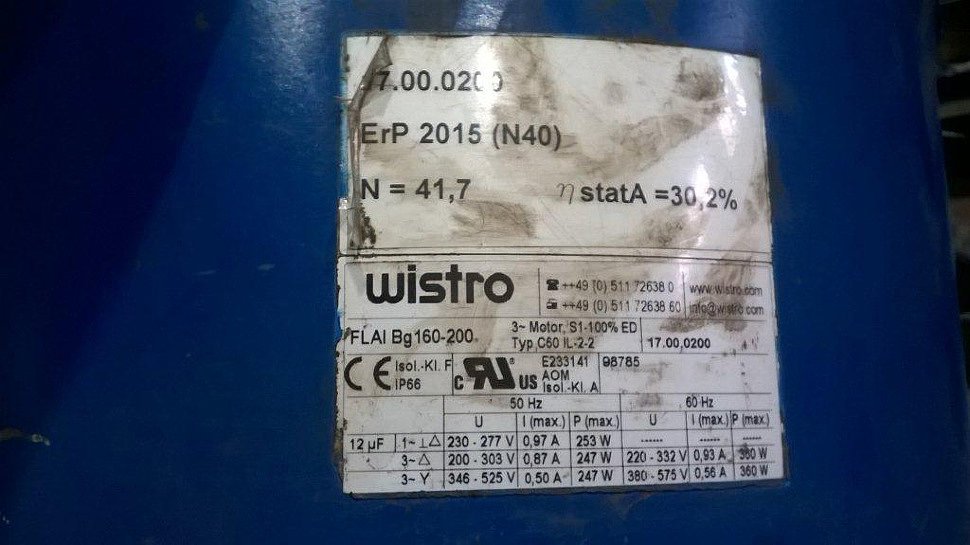 ErP 2015 (N40)
N = 41,7 η statA =30,2%
wistro
☎ ++49 (0) 511 72638 0 www.wistro.com
++49 (0) 511 72638 60 info@wistro.com
FLAI Bg160-200 3~ Motor, S1-100% ED
Typ C60 IL-2-2 17.00.0200
CE Isol.-Kl. F
IP66
c RU ® US E233141 98785
AOM
Isol.-Kl. A
50 Hz 60 Hz
U I (max.) P (max.) U I (max.) P (max.)
12 µF 1~ ⊥ △ 230 - 277 V 0,97 A 253 W ------ ------ ------
3~ △ 200 - 303 V 0,87 A 247 W 220 - 332 V 0,93 A 360 W
3~ Y 346 - 525 V 0,50 A 247 W 380 - 575 V 0,56 A 360 W